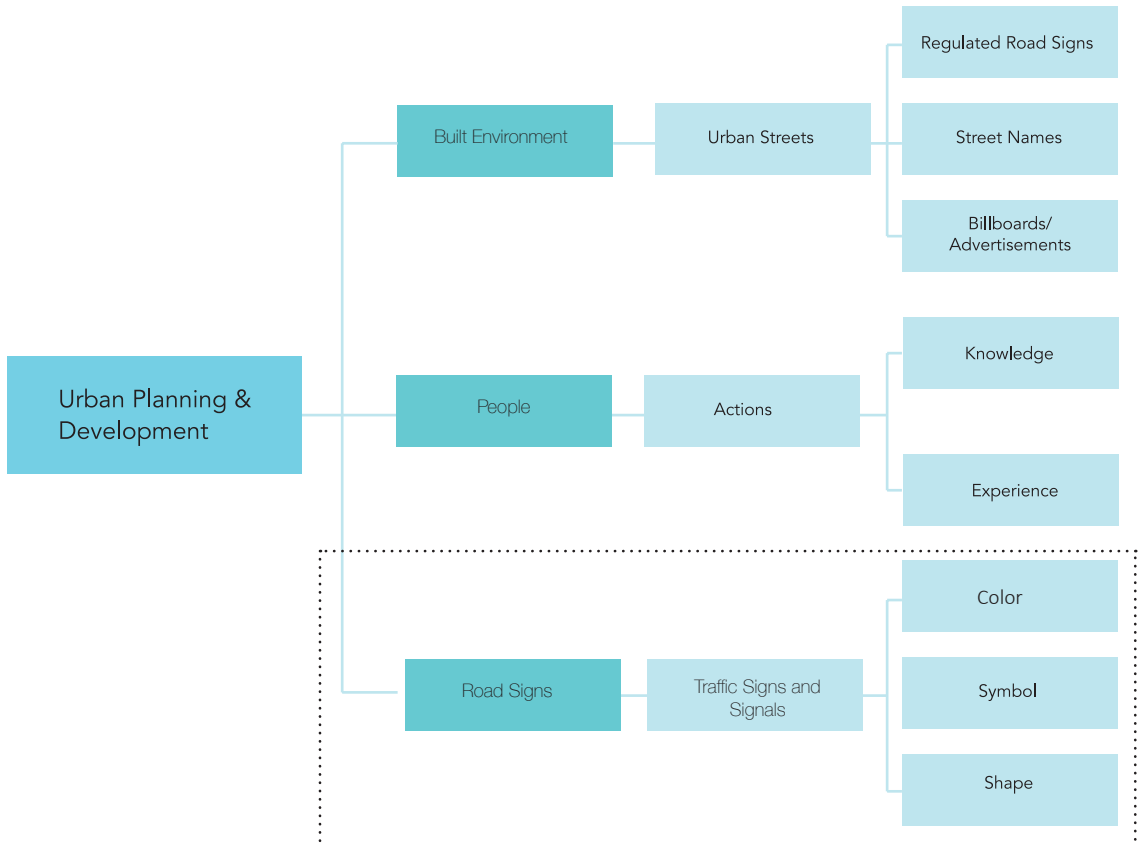 Regulated Road Signs
Built Environment
Urban Streets
Street Names
Billboards/
Advertisements
Urban Planning &
Development
People
Actions
Knowledge
Experience
Road Signs
Traffic Signs and
Signals
Color
Symbol
Shape